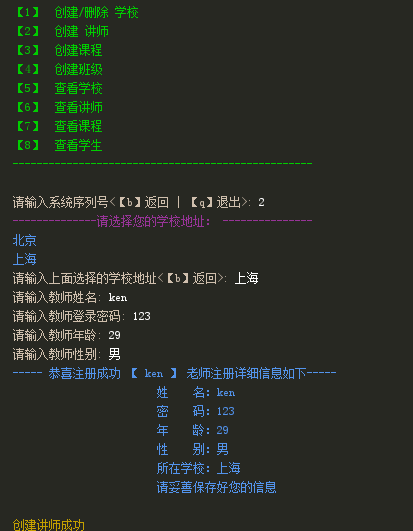 【1】 创建/删除 学校
【2】 创建 讲师
【3】 创建课程
【4】 创建班级
【5】 查看学校
【6】 查看讲师
【7】 查看课程
【8】 查看学生
--------------------------------------------------
请输入系统序列号<【b】返回 | 【q】退出>: 2
--------------请选择您的学校地址: ---------------
北京
上海
请输入上面选择的学校地址<【b】返回>: 上海
请输入教师姓名: ken
请输入教师登录密码: 123
请输入教师年龄: 29
请输入教师性别: 男
----- 恭喜注册成功 【 ken 】 老师注册详细信息如下-----
姓 名: ken
密 码: 123
年 龄: 29
性 别: 男
所在学校: 上海
请妥善保存好您的信息
创建讲师成功